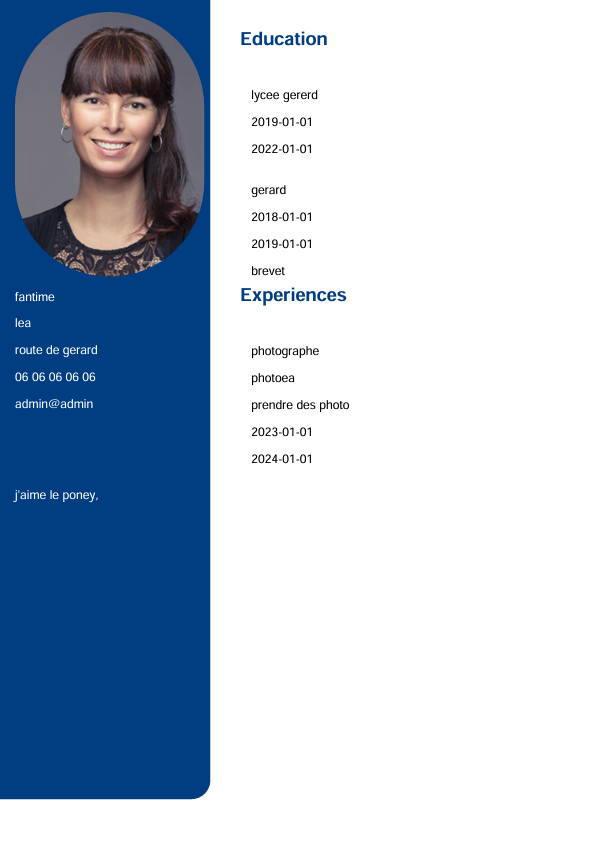 fantime
lea
route de gerard
06 06 06 06 06
admin@admin
j'aime le poney,
Education
lycee gererd
2019-01-01
2022-01-01
gerard
2018-01-01
2019-01-01
brevet
Experiences
photographe
photoea
prendre des photo
2023-01-01
2024-01-01